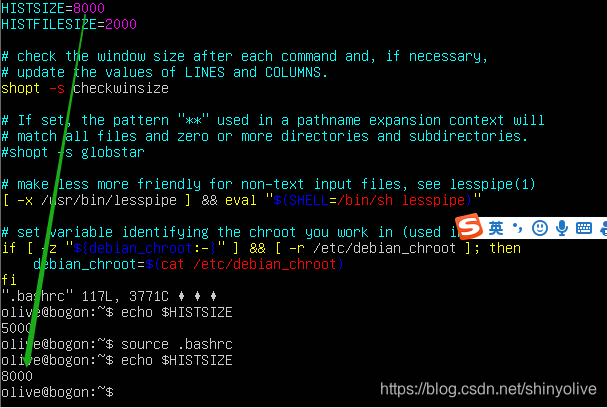 HISTSIZE=8000
HISTFILESIZE=2000
# check the window size after each command and, if necessary,
# update the values of LINES and COLUMNS.
shopt -s checkwinsize
# If set, the pattern "**" used in a pathname expansion context will
# match all files and zero or more directories and subdirectories.
#shopt -s globstar
# make less more friendly for non-text input files, see lesspipe(1)
[ -x /usr/bin/lesspipe ] && eval "$(SHELL=/bin/sh lesspipe)"
# set variable identifying the chroot you work in (used in
英
if [ -z "${debian_chroot:-}" ] && [ -r /etc/debian_chroot ]; then
    debian_chroot=$(cat /etc/debian_chroot)
fi
".bashrc" 117L, 3771C
olive@bogon:~$ echo $HISTSIZE
5000
olive@bogon:~$ source .bashrc
olive@bogon:~$ echo $HISTSIZE
8000
olive@bogon:~$
https://blog.csdn.net/shinyolive